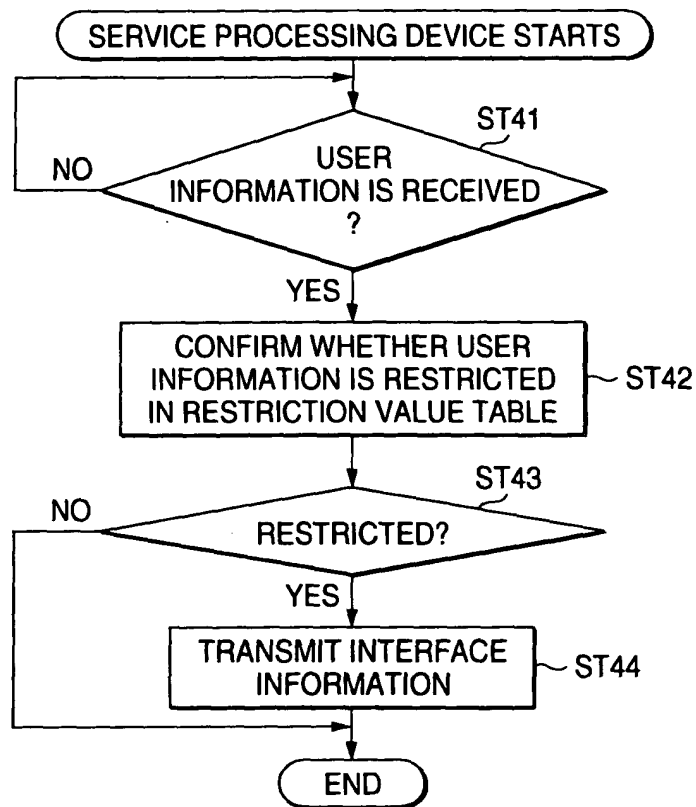 SERVICE PROCESSING DEVICE STARTS
ST41
USER
INFORMATION IS RECEIVED
?
NO
YES
CONFIRM WHETHER USER
INFORMATION IS RESTRICTED
IN RESTRICTION VALUE TABLE
ST42
ST43
NO
RESTRICTED?
YES
TRANSMIT INTERFACE
INFORMATION
ST44
END